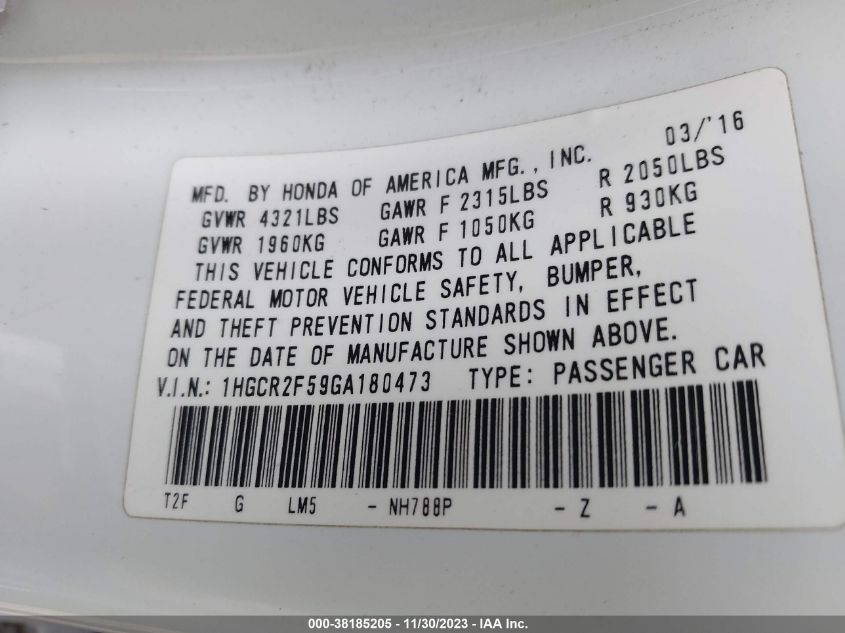 03/'16
MFD. BY HONDA OF AMERICA MFG., INC.
GVWR 4321LBS GAWR F 2315LBS R 2050LBS
GVWR 1960KG GAWR F 1050KG R 930KG
THIS VEHICLE CONFORMS TO ALL APPLICABLE
FEDERAL MOTOR VEHICLE SAFETY, BUMPER,
AND THEFT PREVENTION STANDARDS IN EFFECT
ON THE DATE OF MANUFACTURE SHOWN ABOVE.
V.I.N.: 1HGCR2F59GA180473 TYPE: PASSENGER CAR
T2F G LM5 - NH788P - Z - A
000-38185205 - 11/30/2023 - IAA Inc.